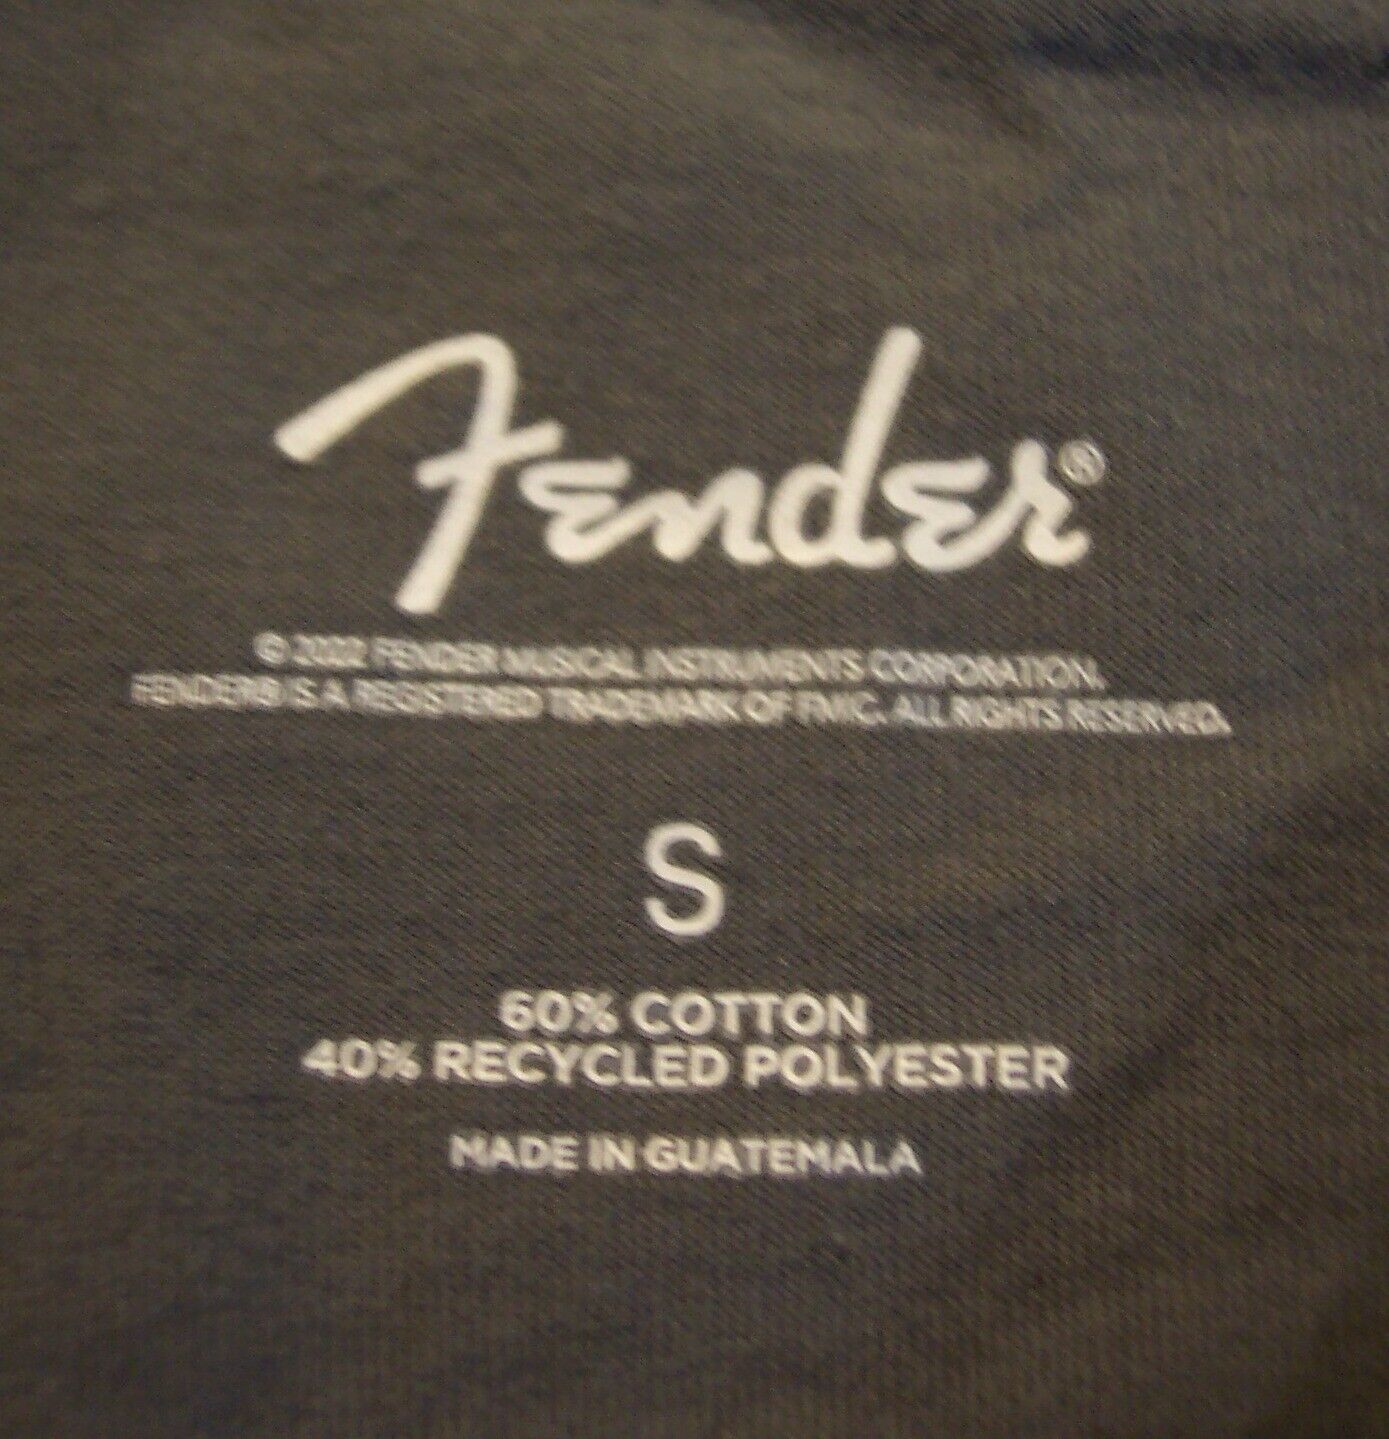 Fender®
© 2022 FENDER MUSICAL INSTRUMENTS CORPORATION.
FENDER® IS A REGISTERED TRADEMARK OF FMIC. ALL RIGHTS RESERVED.
S
60% COTTON
40% RECYCLED POLYESTER
MADE IN GUATEMALA